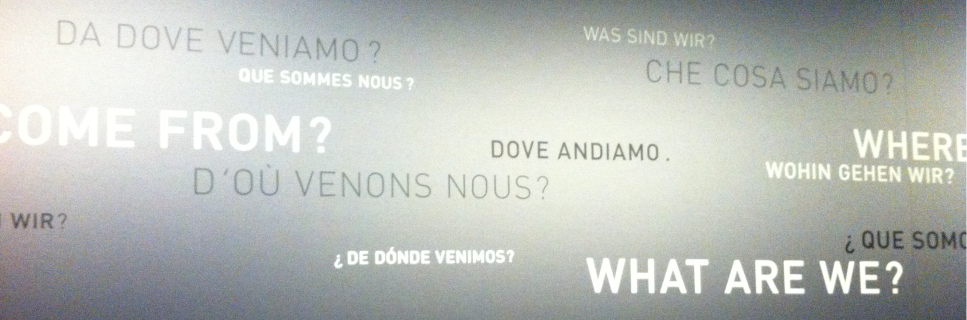 DA DOVE VENIAMO ?
WAS SIND WIR?
QUE SOMMES NOUS ?
CHE COSA SIAMO?
COME FROM?
DOVE ANDIAMO .
WHERE
WOHIN GEHEN WIR?
D'OÙ VENONS NOUS?
WIR?
¿ QUE SOMO
¿ DE DÓNDE VENIMOS?
WHAT ARE WE?